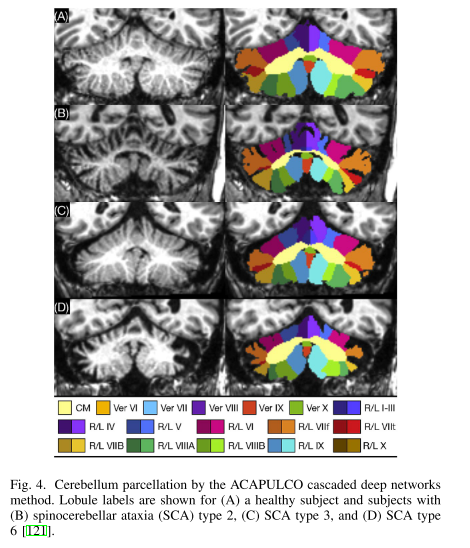 (A)
(B)
(C)
(D)
CM Ver VI Ver VII Ver VIII Ver IX Ver X R/L I-III
R/L IV R/L V R/L VI R/L VIIf R/L VIIt
R/L VIIB R/L VIIIA R/L VIIIB R/L IX R/L X
Fig. 4. Cerebellum parcellation by the ACAPULCO cascaded deep networks
method. Lobule labels are shown for (A) a healthy subject and subjects with
(B) spinocerebellar ataxia (SCA) type 2, (C) SCA type 3, and (D) SCA type
6 [121].